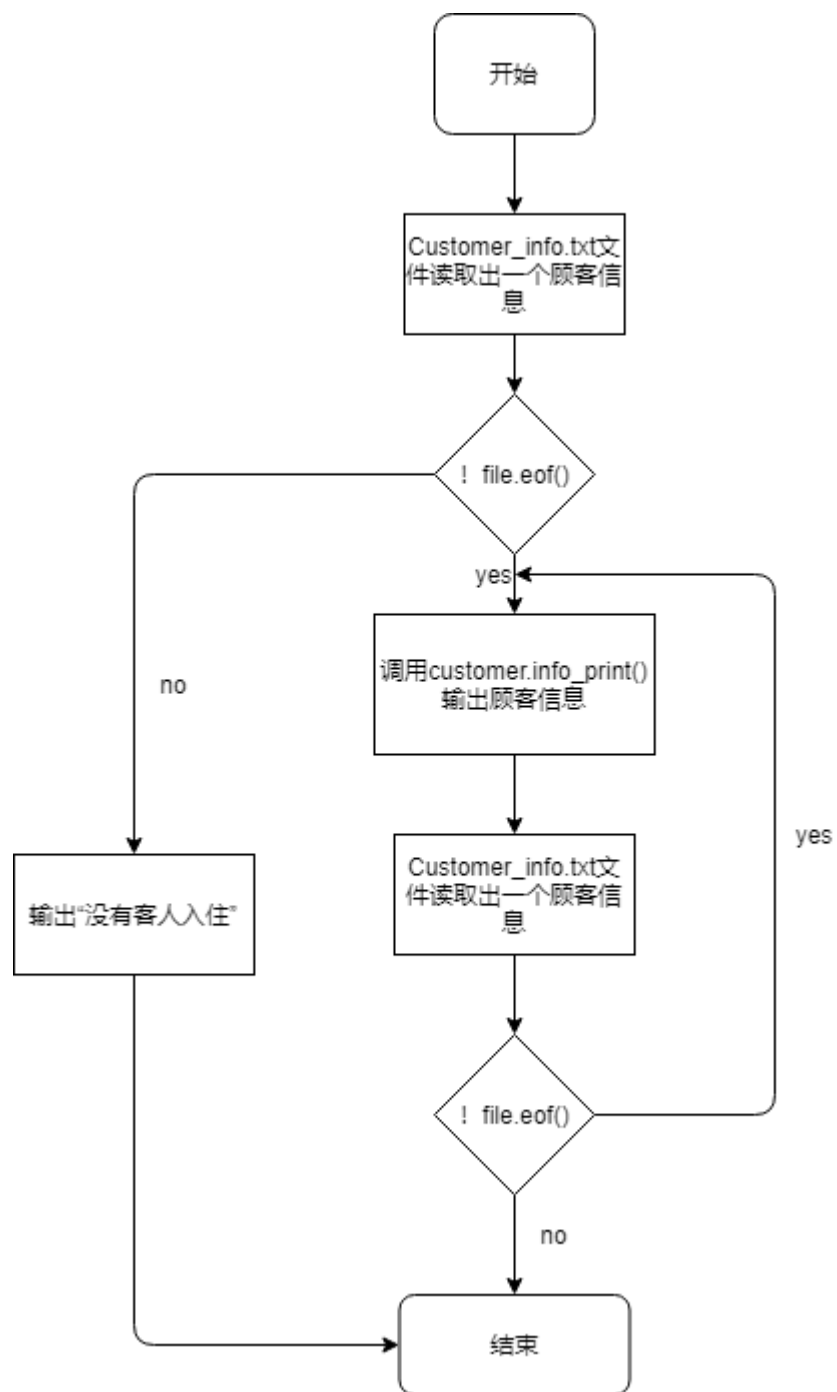 开始
Customer_info.txt文
件读取出一个顾客信
息
！ file.eof()
yes
调用customer.info_print()
输出顾客信息
no
yes
Customer_info.txt文
件读取出一个顾客信
息
输出“没有客人入住”
！ file.eof()
no
结束